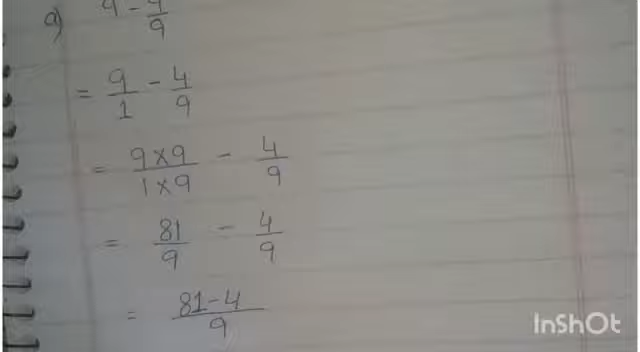 a) 9 - 4/9
= 9/1 - 4/9
= 9×9/1×9 - 4/9
= 81/9 - 4/9
= 81-4/9
InShOt